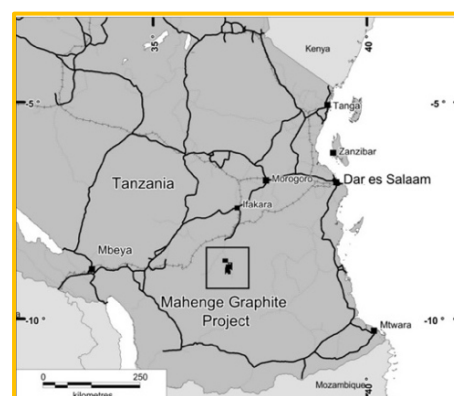 35°
40°
Kenya
-5°
-5°
Tanga
Zanzibar
Morogoro
Dar es Salaam
Tanzania
Ifakara
Mbeya
Mahenge Graphite
Project
-10°
-10°
Mtwara
0
250
kilometres
Mozambique
40°